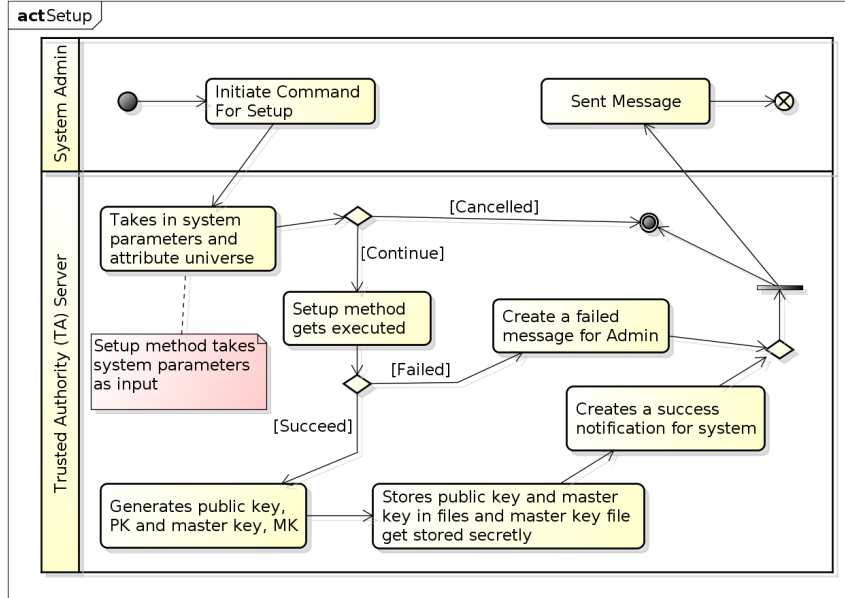 actSetup
System Admin
Initiate Command
For Setup
Sent Message
Trusted Authority (TA) Server
Takes in system
parameters and
attribute universe
[Cancelled]
[Continue]
Setup method
gets executed
Create a failed
message for Admin
Setup method takes
system parameters
as input
[Failed]
[Succeed]
Creates a success
notification for system
Generates public key,
PK and master key, MK
Stores public key and master
key in files and master key file
get stored secretly